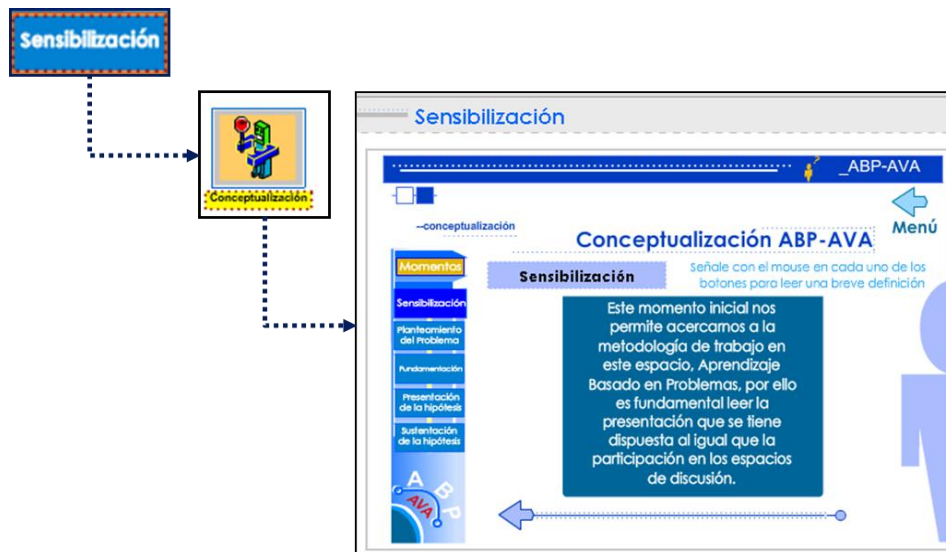 Sensibilización
Conceptualización
Sensibilización
_ABP-AVA
Menú
--conceptualización
Conceptualización ABP-AVA
Momentos
Sensibilización
Señale con el mouse en cada uno de los
botones para leer una breve definición
Sensibilización
Planteamiento
del Problema
Fundamentación
Presentación
de la hipótesis
Sustentación
de la hipótesis
Este momento inicial nos
permite acercarnos a la
metodología de trabajo en
este espacio, Aprendizaje
Basado en Problemas, por ello
es fundamental leer la
presentación que se tiene
dispuesta al igual que la
participación en los espacios
de discusión.
A B P
AVA